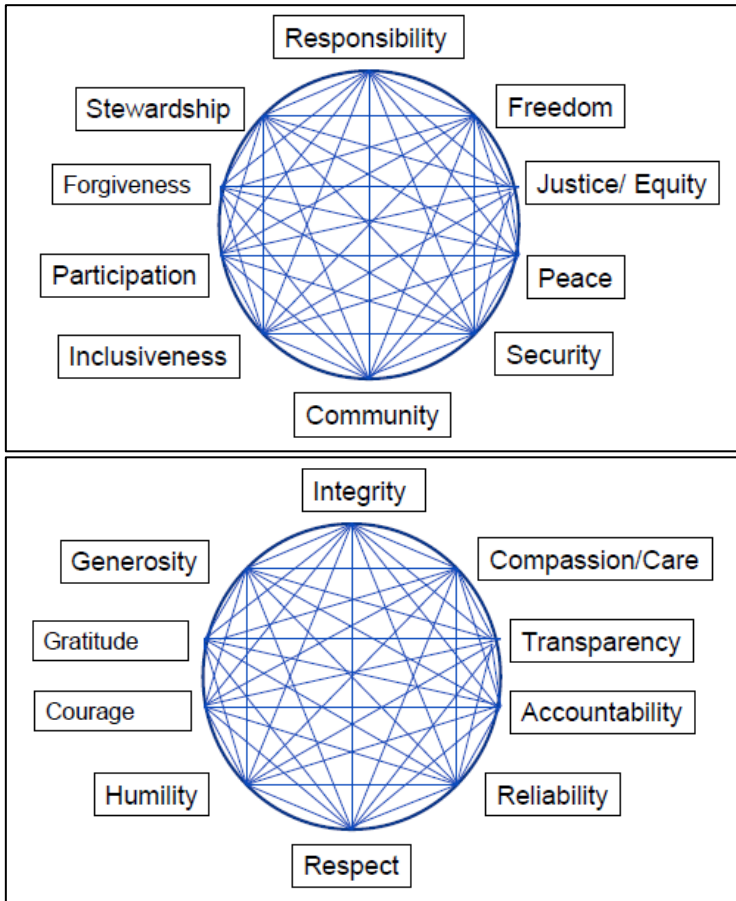 Responsibility
Stewardship
Freedom
Forgiveness
Justice/ Equity
Participation
Peace
Inclusiveness
Security
Community
Integrity
Generosity
Compassion/Care
Gratitude
Transparency
Courage
Accountability
Humility
Reliability
Respect